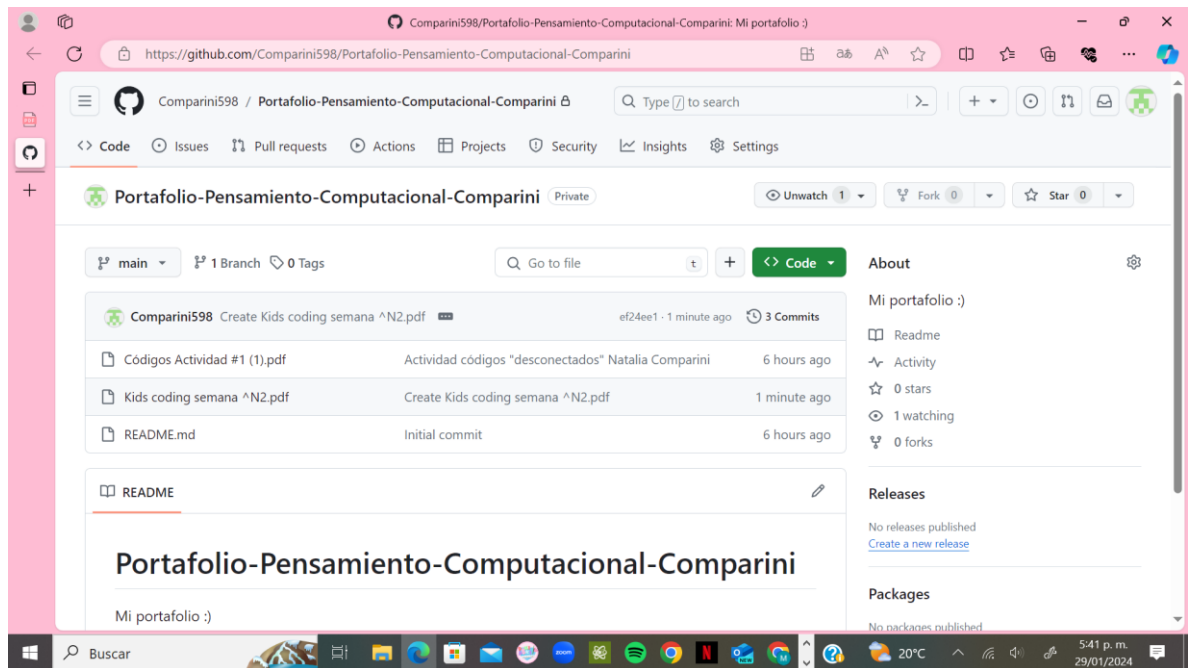 Comparini598/Portafolio-Pensamiento-Computacional-Comparini: Mi portafolio :)
https://github.com/Comparini598/Portafolio-Pensamiento-Computacional-Comparini
Comparini598 / Portafolio-Pensamiento-Computacional-Comparini
Type / to search
Code
Issues
Pull requests
Actions
Projects
Security
Insights
Settings
Portafolio-Pensamiento-Computacional-Comparini Private
Unwatch 1
Fork 0
Star 0
main
1 Branch
0 Tags
Go to file t
Code
Comparini598 Create Kids coding semana ^N2.pdf ef24ee1 · 1 minute ago 3 Commits
Códigos Actividad #1 (1).pdf Actividad códigos "desconectados" Natalia Comparini 6 hours ago
Kids coding semana ^N2.pdf Create Kids coding semana ^N2.pdf 1 minute ago
README.md Initial commit 6 hours ago
README
Portafolio-Pensamiento-Computacional-Comparini
Mi portafolio :)
About
Mi portafolio :)
Readme
Activity
0 stars
1 watching
0 forks
Releases
No releases published
Create a new release
Packages
No packages published
Buscar
zoom
20°C
5:41 p. m.
29/01/2024